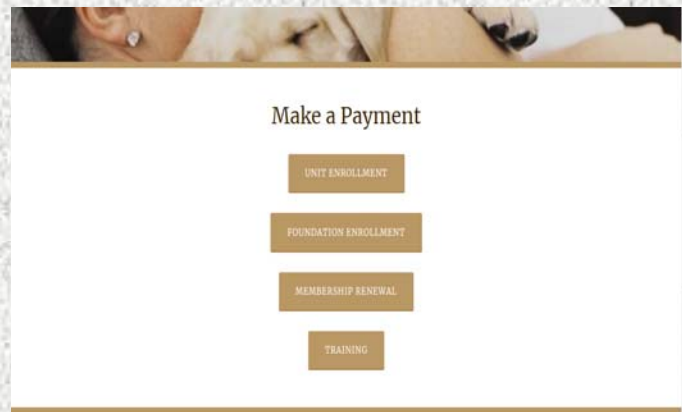 Make a Payment
UNIT ENROLLMENT
FOUNDATION ENROLLMENT
MEMBERSHIP RENEWAL
TRAINING